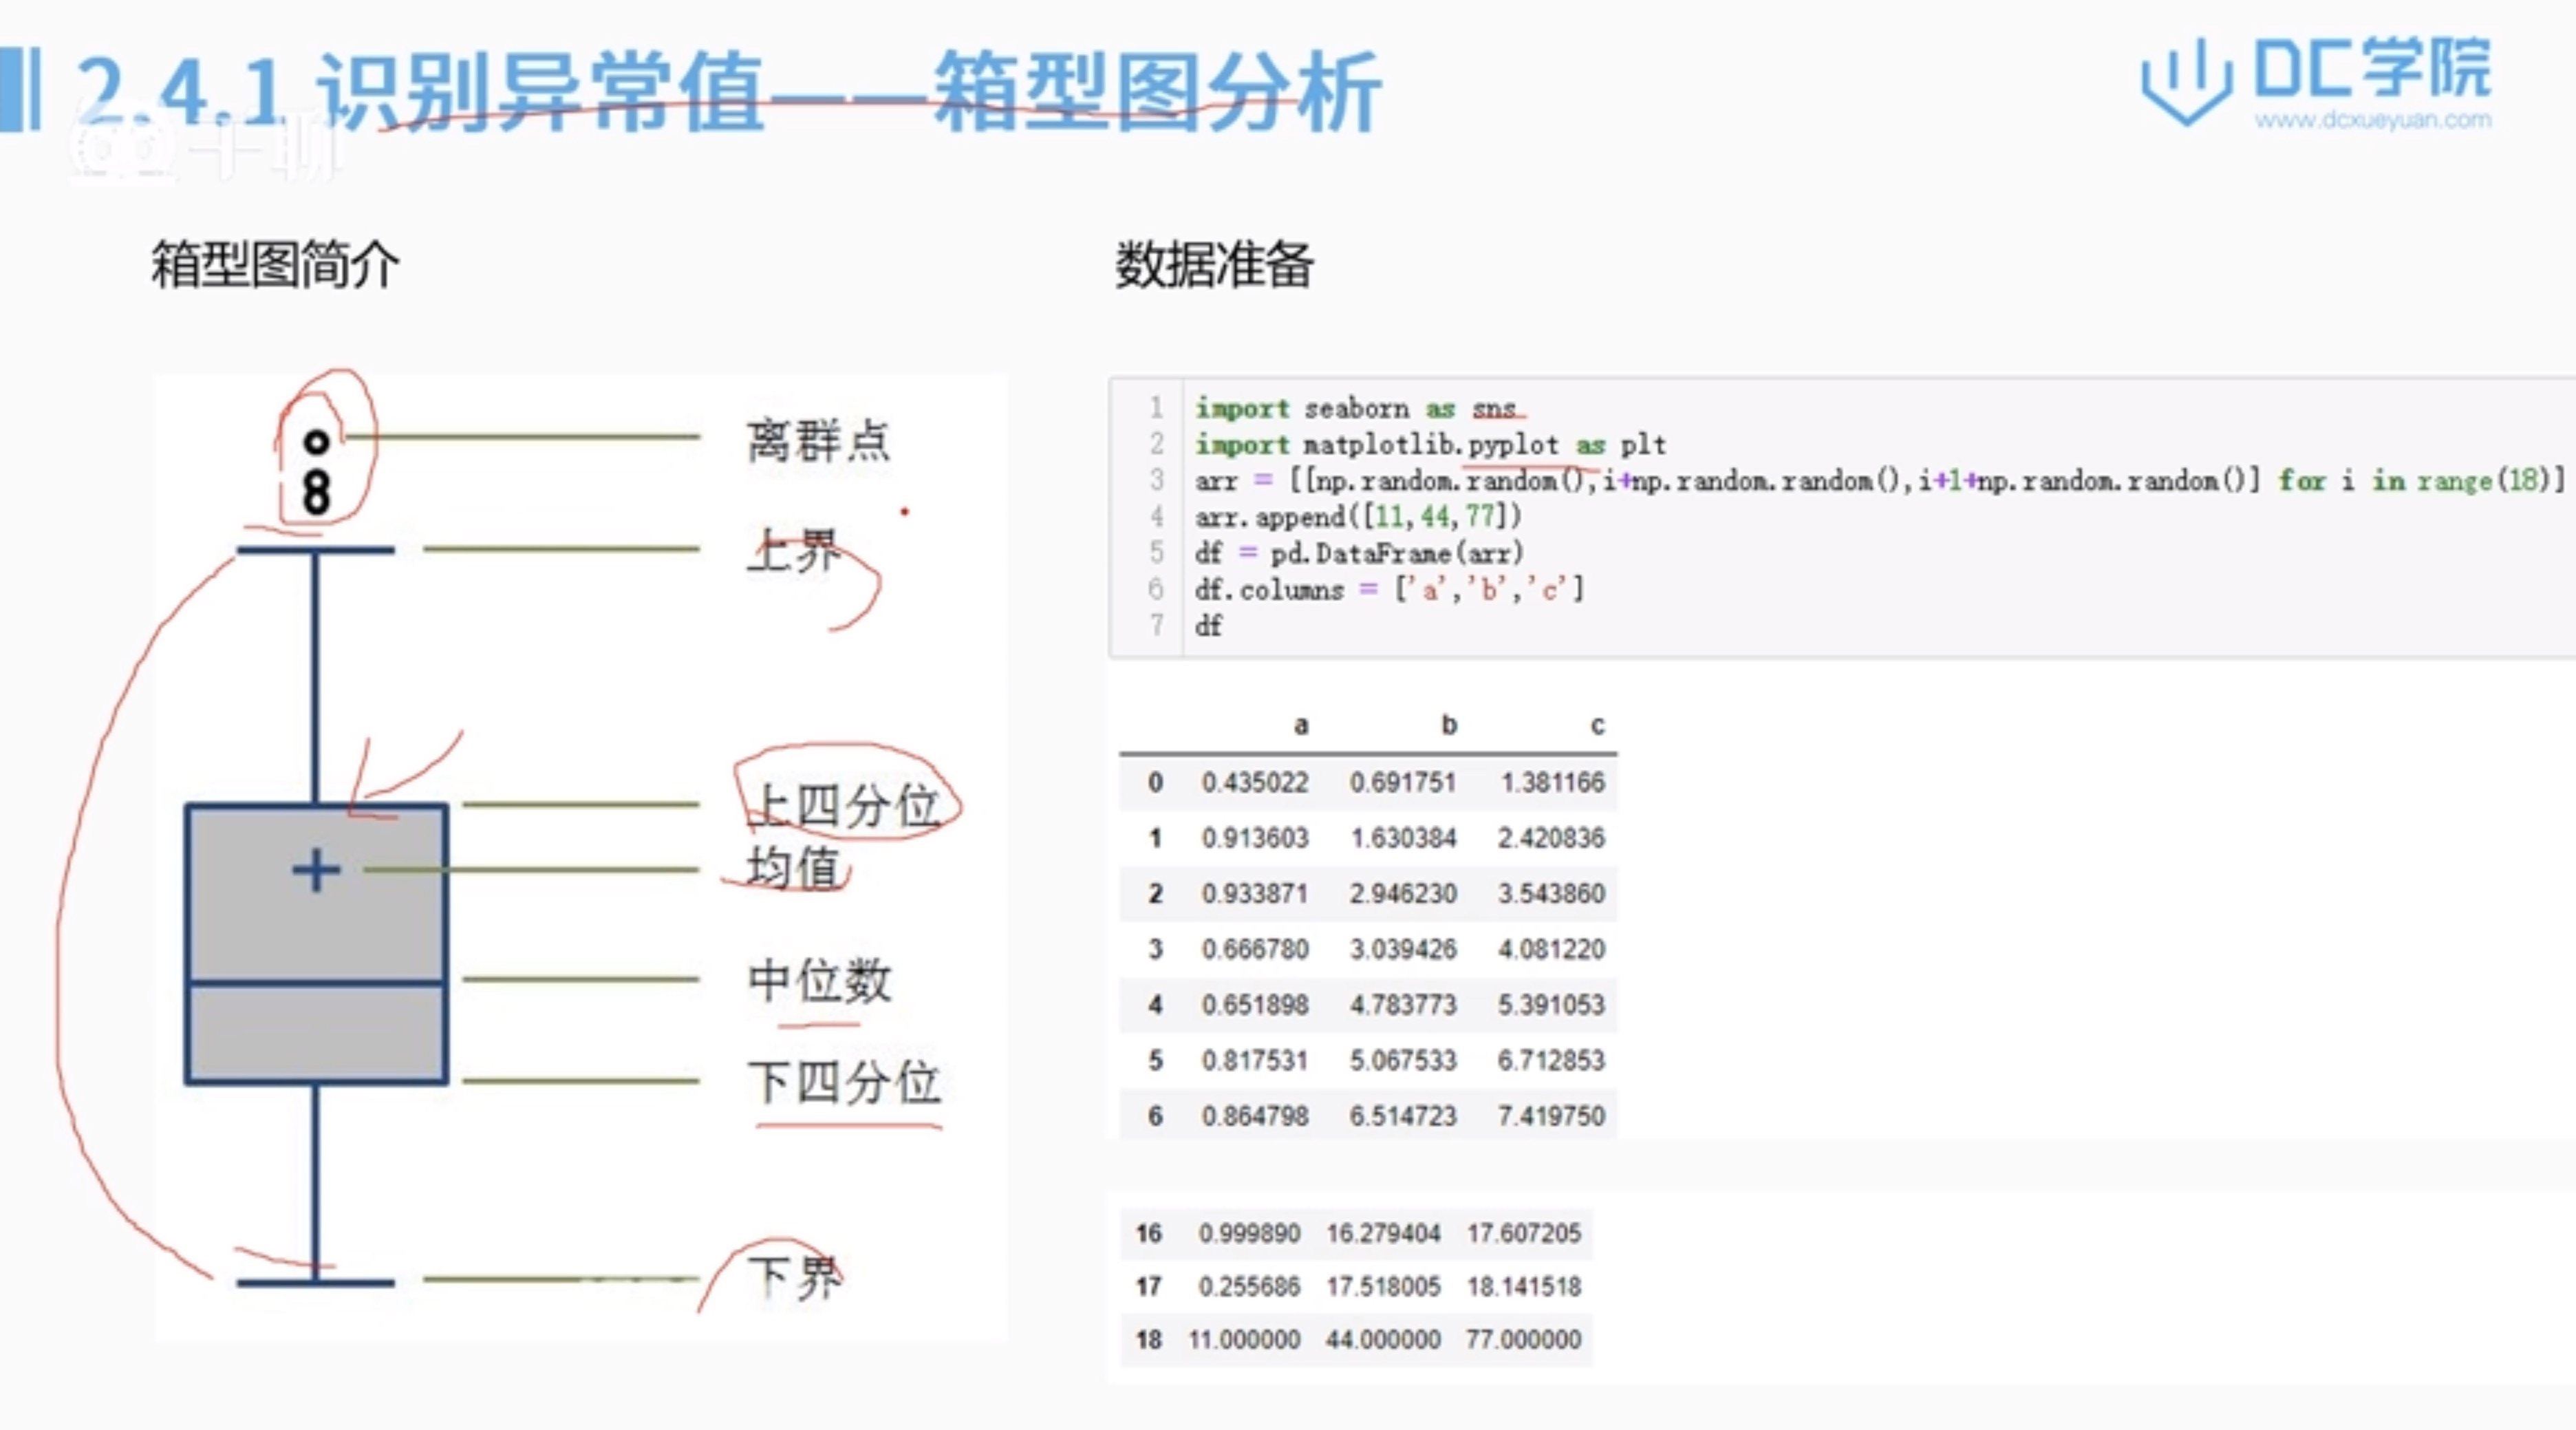 2.4.1 识别异常值——箱型图分析
DC学院
www.dcxueyuan.com
千聊
箱型图简介
离群点
上界
上四分位
均值
中位数
下四分位
下界
数据准备
1 import seaborn as sns
2 import matplotlib.pyplot as plt
3 arr = [[np.random.random(),i+np.random.random(),i+1+np.random.random()] for i in range(18)]
4 arr.append([11,44,77])
5 df = pd.DataFrame(arr)
6 df.columns = ['a','b','c']
7 df
a b c
0 0.435022 0.691751 1.381166
1 0.913603 1.630384 2.420836
2 0.933871 2.946230 3.543860
3 0.666780 3.039426 4.081220
4 0.651898 4.783773 5.391053
5 0.817531 5.067533 6.712853
6 0.864798 6.514723 7.419750
16 0.999890 16.279404 17.607205
17 0.255686 17.518005 18.141518
18 11.000000 44.000000 77.000000